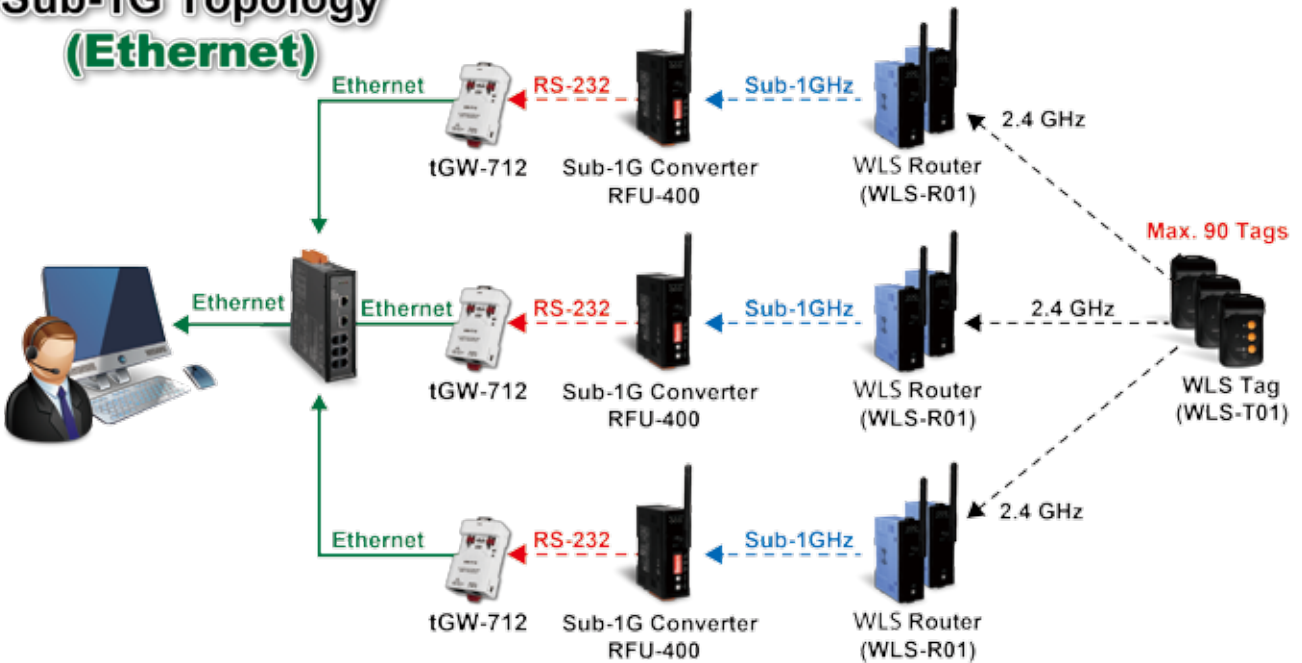 Sub-1G Topology
(Ethernet)
Ethernet
RS-232
Sub-1GHz
2.4 GHz
tGW-712
Sub-1G Converter
RFU-400
WLS Router
(WLS-R01)
Max. 90 Tags
Ethernet
Ethernet
RS-232
Sub-1GHz
2.4 GHz
tGW-712
Sub-1G Converter
RFU-400
WLS Router
(WLS-R01)
WLS Tag
(WLS-T01)
Ethernet
RS-232
Sub-1GHz
2.4 GHz
tGW-712
Sub-1G Converter
RFU-400
WLS Router
(WLS-R01)